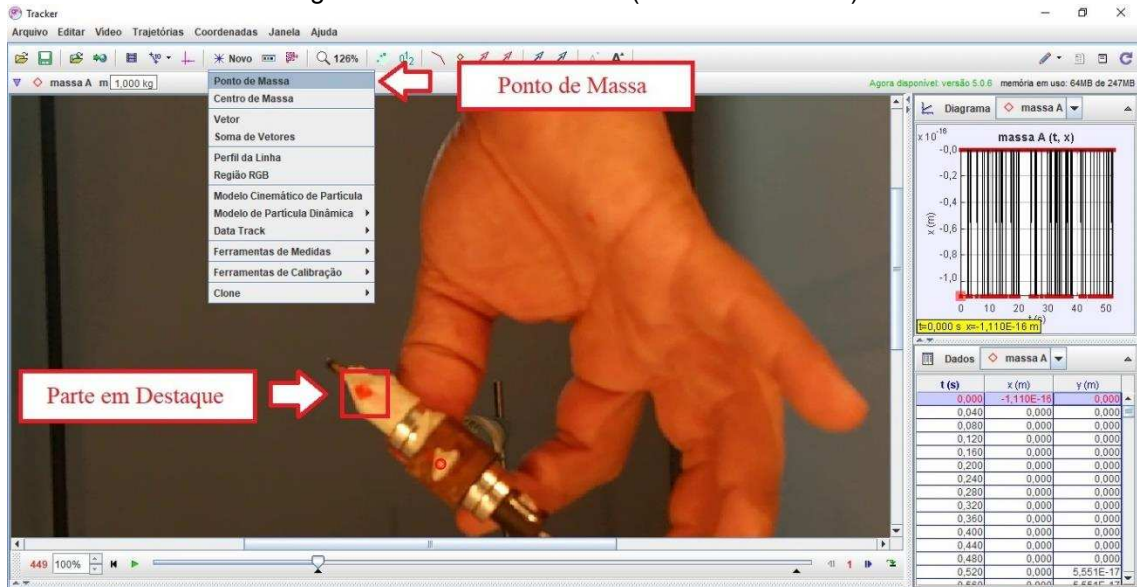 Tracker
Arquivo Editar Video Trajetórias Coordenadas Janela Ajuda
Novo 126%
massa A m 1,000 kg
Agora disponível: versão 5.0.6 memória em uso: 64MB de 247MB
Ponto de Massa
Centro de Massa
Vetor
Soma de Vetores
Perfil da Linha
Região RGB
Modelo Cinemático de Partícula
Modelo de Partícula Dinâmica
Data Track
Ferramentas de Medidas
Ferramentas de Calibração
Clone
Ponto de Massa
Parte em Destaque
Diagrama massa A
massa A (t, x)
x 10^-16
-0,0
-0,2
-0,4
-0,6
-0,8
-1,0
x (m)
0 10 20 30 40 50
t=0,000 s x=-1,110E-16 m
Dados massa A
t (s) x (m) y (m)
0,000 -1,110E-16 0,000
0,040 0,000 0,000
0,080 0,000 0,000
0,120 0,000 0,000
0,160 0,000 0,000
0,200 0,000 0,000
0,240 0,000 0,000
0,280 0,000 0,000
0,320 0,000 0,000
0,360 0,000 0,000
0,400 0,000 0,000
0,440 0,000 0,000
0,480 0,000 0,000
0,520 0,000 5,551E-17
449 100% 1